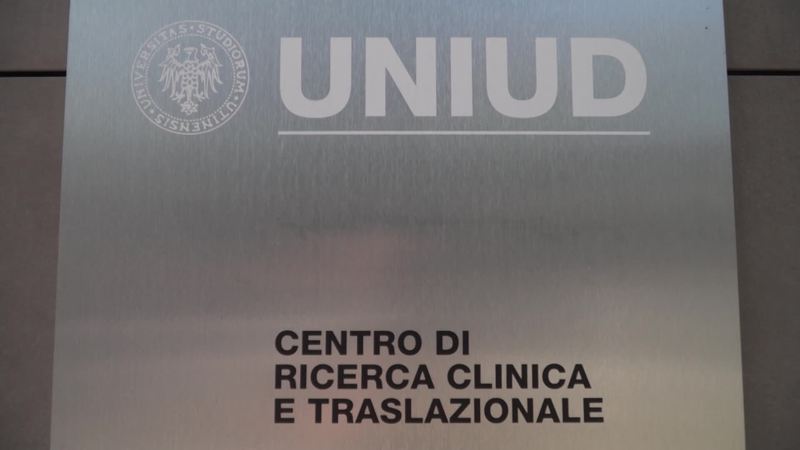 UNIVERSITAS · STUDIORUM · UTINENSIS ·
UNIUD
CENTRO DI
RICERCA CLINICA
E TRASLAZIONALE